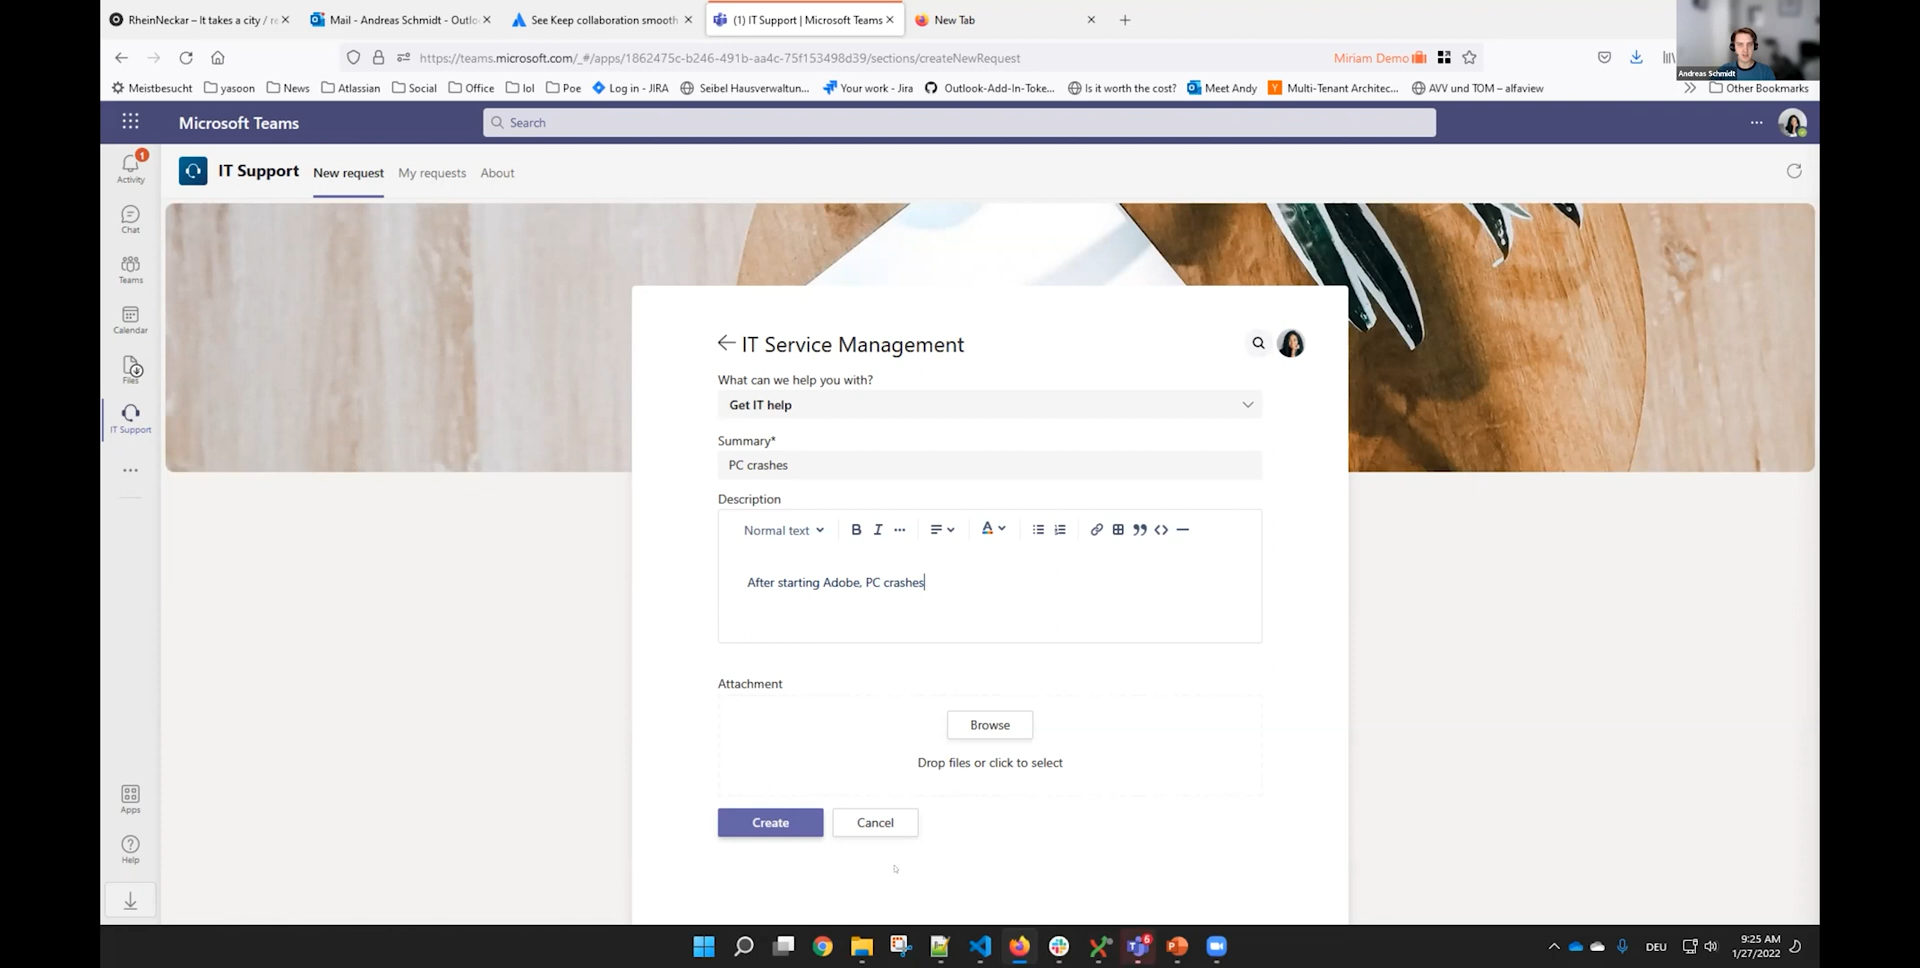 RheinNeckar – It takes a city / re
Mail - Andreas Schmidt - Outlo
See Keep collaboration smooth
(1) IT Support | Microsoft Teams
New Tab
https://teams.microsoft.com/_#/apps/1862475c-b246-491b-aa4c-75f153498d39/sections/createNewRequest
Miriam Demo
Andreas Schmidt
Meistbesucht
yasoon
News
Atlassian
Social
Office
lol
Poe
Log in - JIRA
Seibel Hausverwaltun...
Your work - Jira
Outlook-Add-In-Toke...
Is it worth the cost?
Meet Andy
Multi-Tenant Architec...
AVV und TOM – alfaview
Other Bookmarks
Microsoft Teams
Search
Activity
1
Chat
Teams
Calendar
Files
IT Support
Apps
Help
IT Support
New request
My requests
About
IT Service Management
What can we help you with?
Get IT help
Summary*
PC crashes
Description
Normal text
B I
A
After starting Adobe, PC crashes
Attachment
Browse
Drop files or click to select
Create
Cancel
6
DEU
9:25 AM
1/27/2022